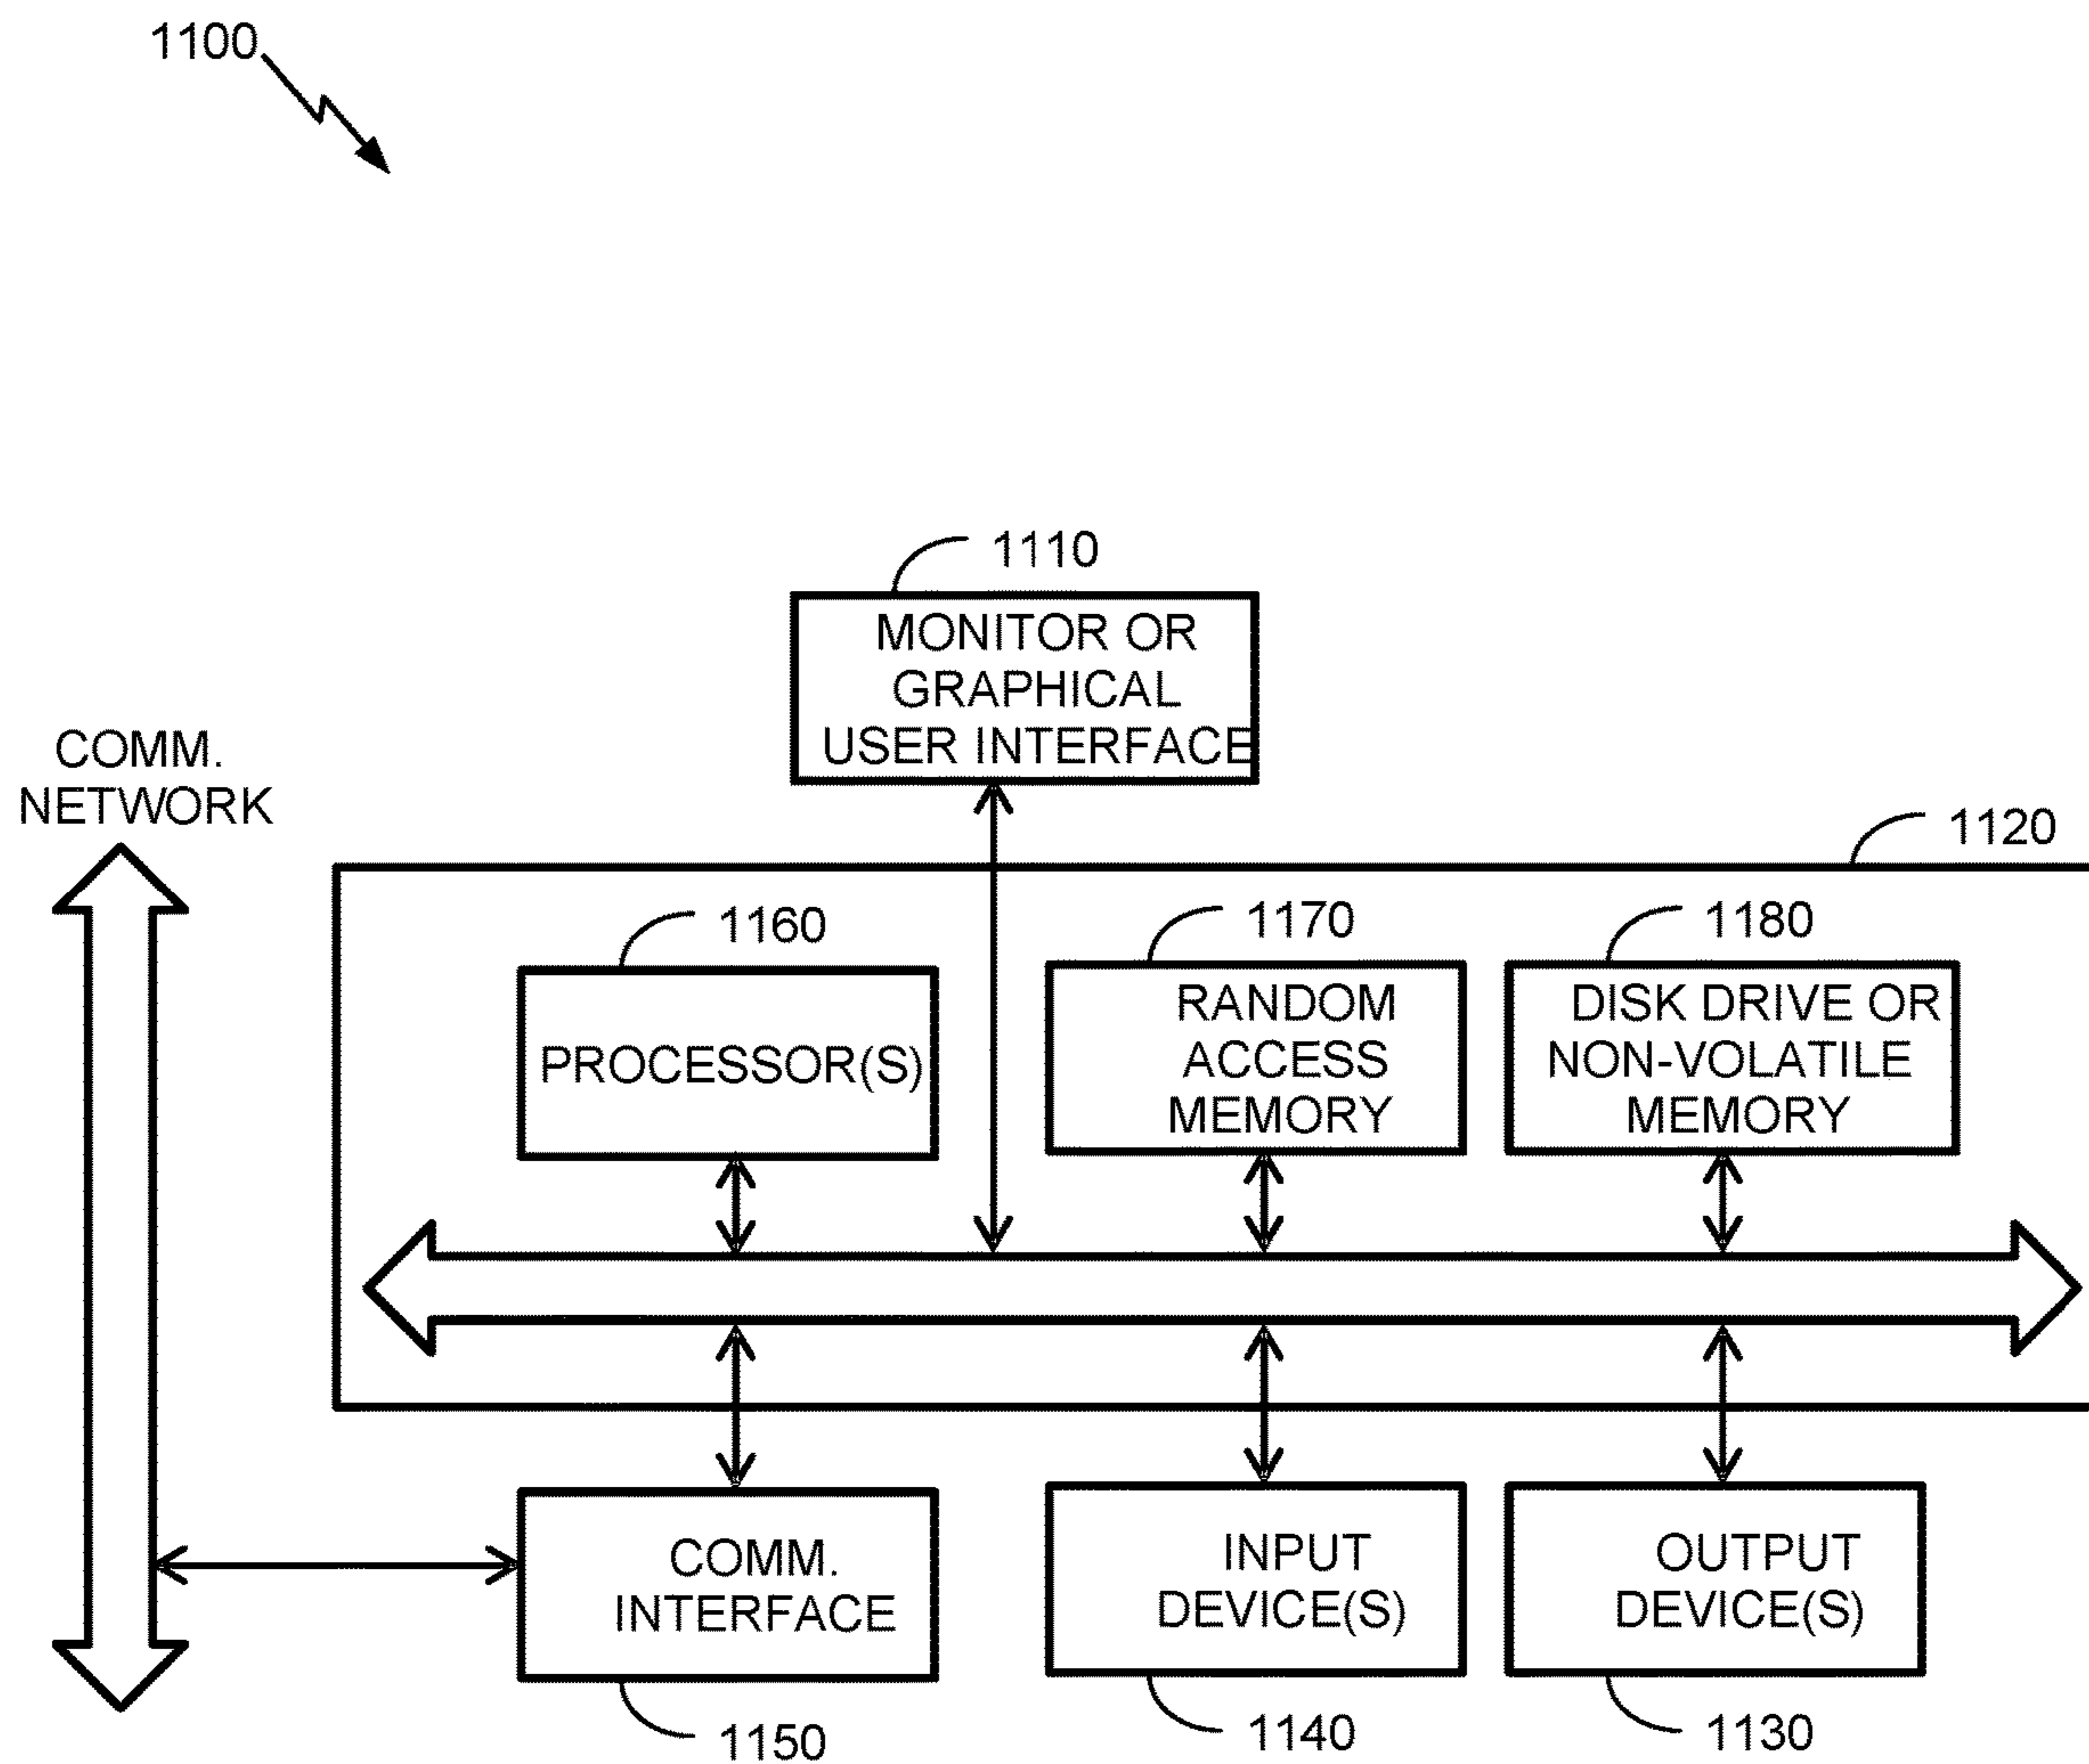 1100
1110
MONITOR OR
GRAPHICAL
USER INTERFACE
COMM.
NETWORK
1120
1160
1170
1180
PROCESSOR(S)
RANDOM
ACCESS
MEMORY
DISK DRIVE OR
NON-VOLATILE
MEMORY
COMM.
INTERFACE
INPUT
DEVICE(S)
OUTPUT
DEVICE(S)
1150
1140
1130